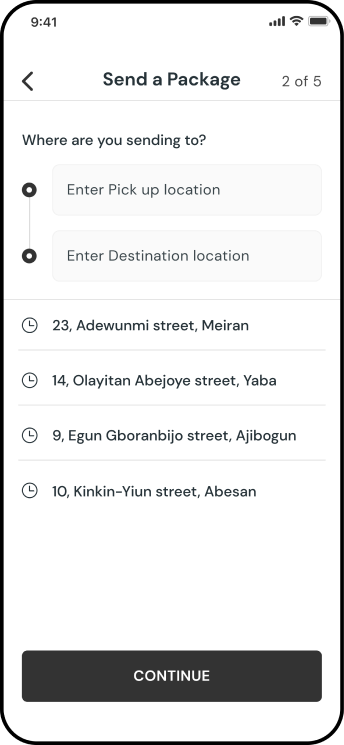 9:41
Send a Package
2 of 5
Where are you sending to?
Enter Pick up location
Enter Destination location
23, Adewunmi street, Meiran
14, Olayitan Abejoye street, Yaba
9, Egun Gboranbijo street, Ajibogun
10, Kinkin-Yiun street, Abesan
CONTINUE